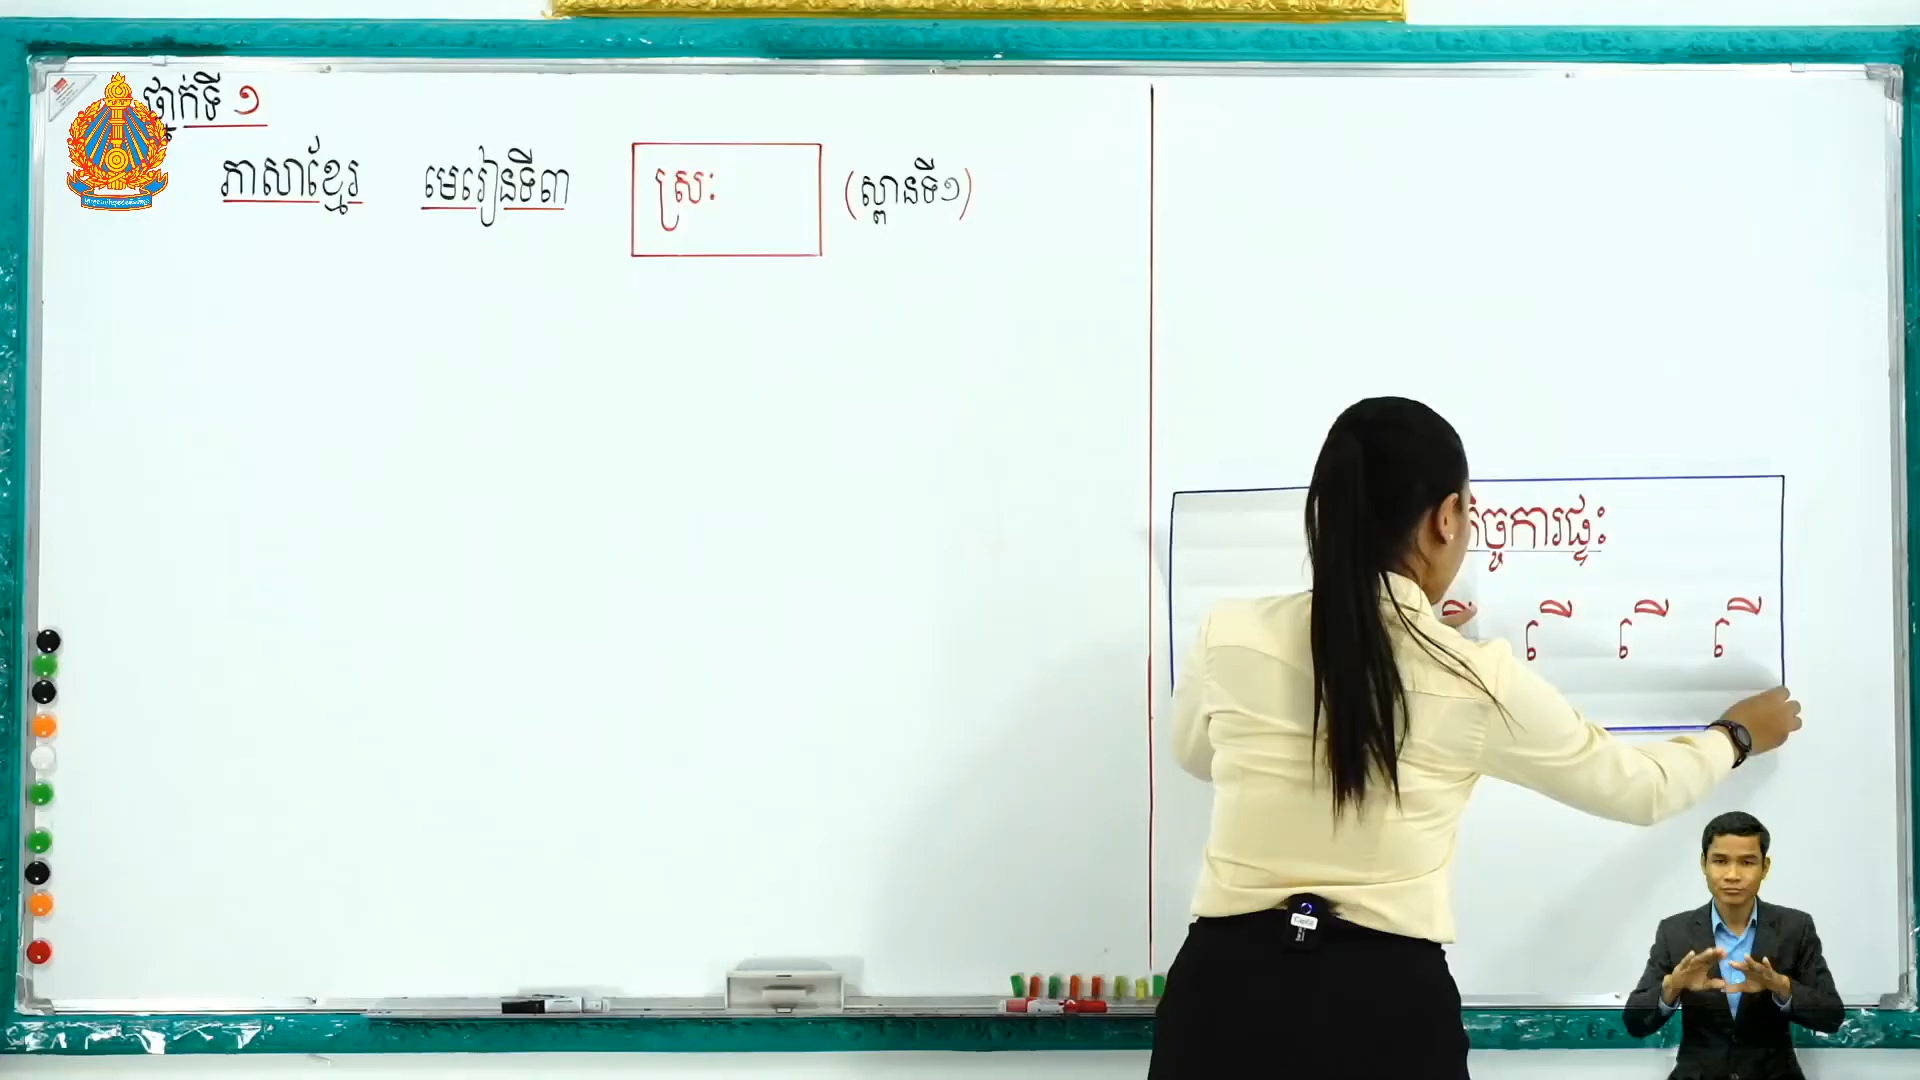 ថ្នាក់ទី ១
ភាសាខ្មែរ មេរៀនទី៣ ស្រៈ (ស្ពានទី១)
កិច្ចការផ្ទះ
ើ ើ ើ